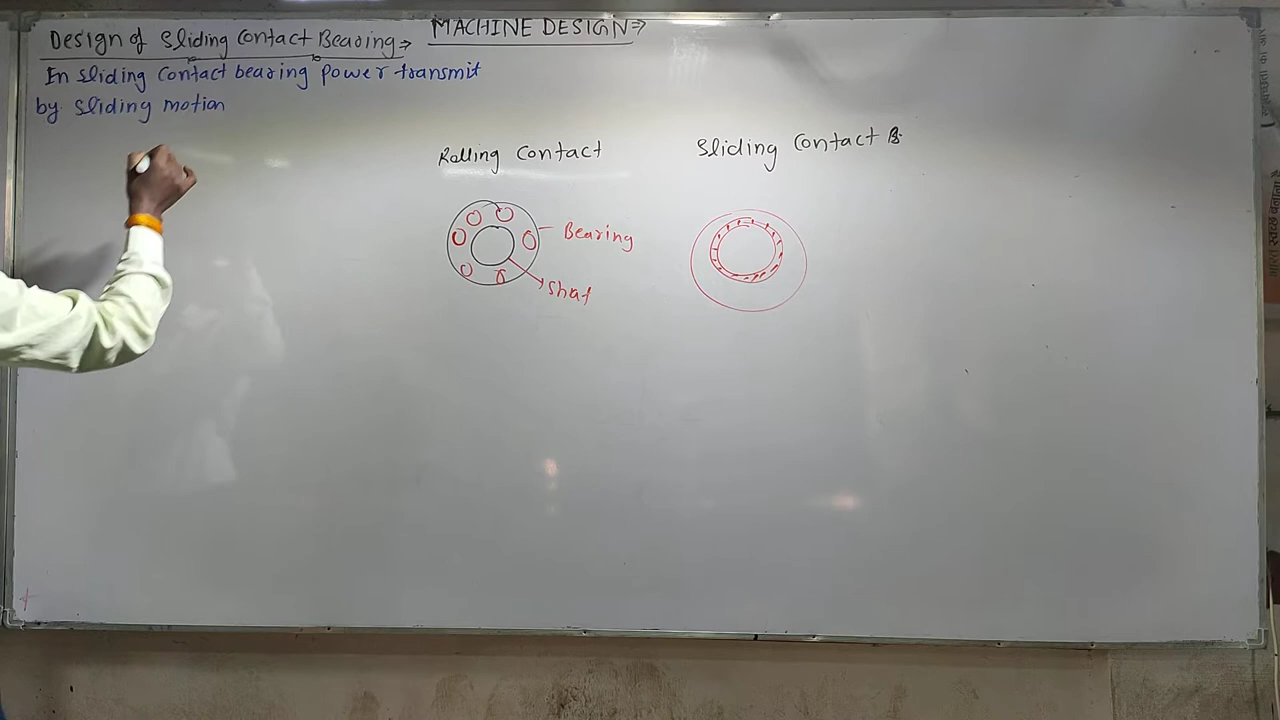 MACHINE DESIGN⇒
Design of Sliding Contact Bearing→
In sliding contact bearing power transmit
by sliding motion
Rolling Contact
Sliding Contact B
Bearing
Shaf